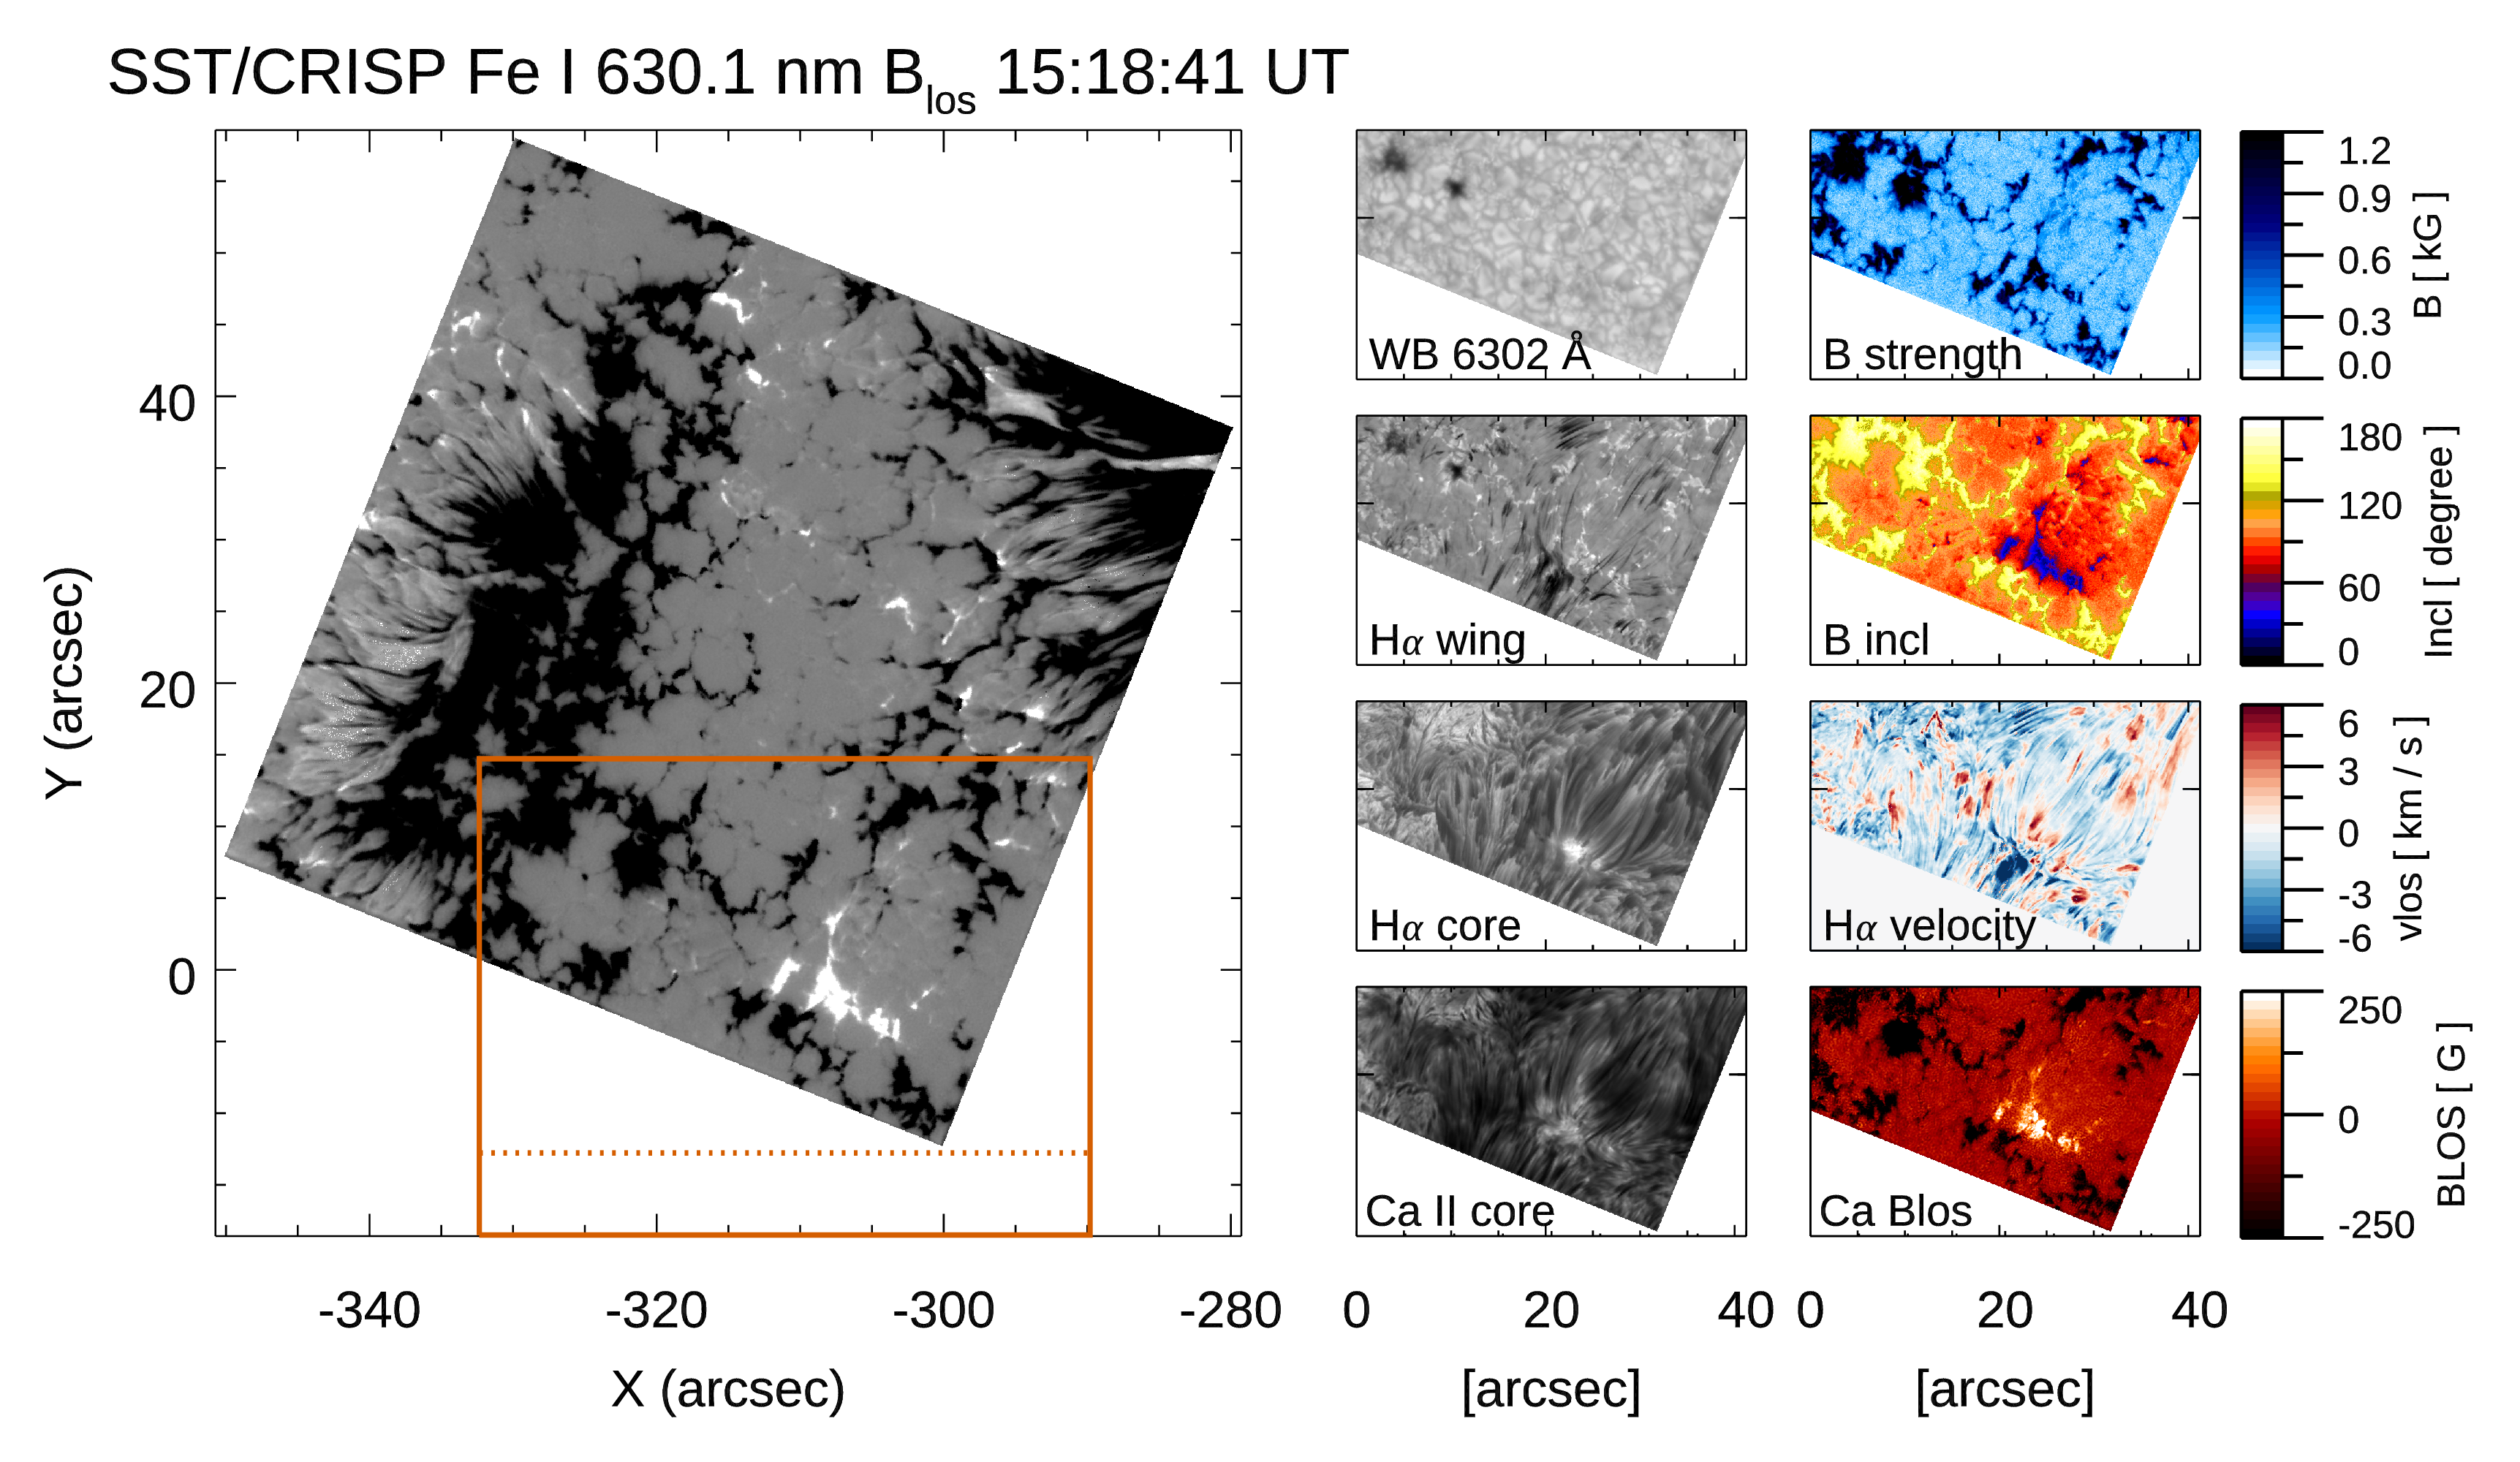 SST/CRISP Fe I 630.1 nm Blos 15:18:41 UT
Y (arcsec)
40
20
0
-340
-320
-300
-280
X (arcsec)
WB 6302 Å
Hα wing
Hα core
Ca II core
0
20
40
[arcsec]
B strength
B incl
Hα velocity
Ca Blos
0
20
40
[arcsec]
1.2
0.9
0.6
0.3
0.0
B [ kG ]
180
120
60
0
Incl [ degree ]
6
3
0
-3
-6
vlos [ km / s ]
250
0
-250
BLOS [ G ]